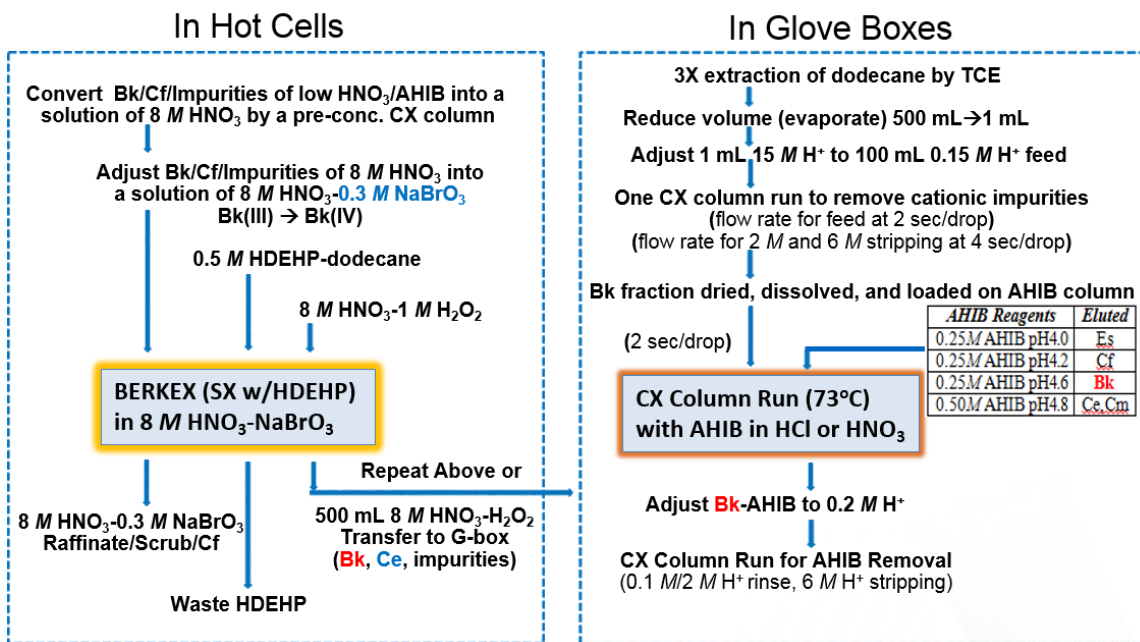 In Hot Cells
Convert Bk/Cf/Impurities of low HNO₃/AHIB into a
solution of 8 M HNO₃ by a pre-conc. CX column
Adjust Bk/Cf/Impurities of 8 M HNO₃ into
a solution of 8 M HNO₃-0.3 M NaBrO₃
Bk(III) → Bk(IV)
0.5 M HDEHP-dodecane
8 M HNO₃-1 M H₂O₂
BERKEX (SX w/HDEHP)
in 8 M HNO₃-NaBrO₃
Repeat Above or
8 M HNO₃-0.3 M NaBrO₃
Raffinate/Scrub/Cf
500 mL 8 M HNO₃-H₂O₂
Transfer to G-box
(Bk, Ce, impurities)
Waste HDEHP
In Glove Boxes
3X extraction of dodecane by TCE
Reduce volume (evaporate) 500 mL→1 mL
Adjust 1 mL 15 M H⁺ to 100 mL 0.15 M H⁺ feed
One CX column run to remove cationic impurities
(flow rate for feed at 2 sec/drop)
(flow rate for 2 M and 6 M stripping at 4 sec/drop)
Bk fraction dried, dissolved, and loaded on AHIB column
(2 sec/drop)
AHIB Reagents Eluted
0.25M AHIB pH4.0 Es
0.25M AHIB pH4.2 Cf
0.25M AHIB pH4.6 Bk
0.50M AHIB pH4.8 Ce,Cm
CX Column Run (73ºC)
with AHIB in HCl or HNO₃
Adjust Bk-AHIB to 0.2 M H⁺
CX Column Run for AHIB Removal
(0.1 M/2 M H⁺ rinse, 6 M H⁺ stripping)